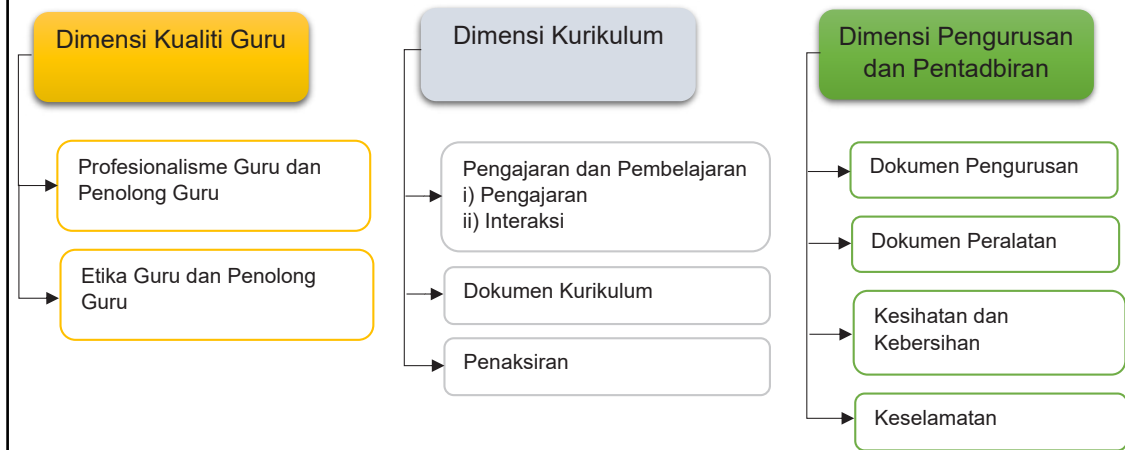 Dimensi Kualiti Guru
Profesionalisme Guru dan
Penolong Guru
Etika Guru dan Penolong
Guru
Dimensi Kurikulum
Pengajaran dan Pembelajaran
i) Pengajaran
ii) Interaksi
Dokumen Kurikulum
Penaksiran
Dimensi Pengurusan
dan Pentadbiran
Dokumen Pengurusan
Dokumen Peralatan
Kesihatan dan
Kebersihan
Keselamatan